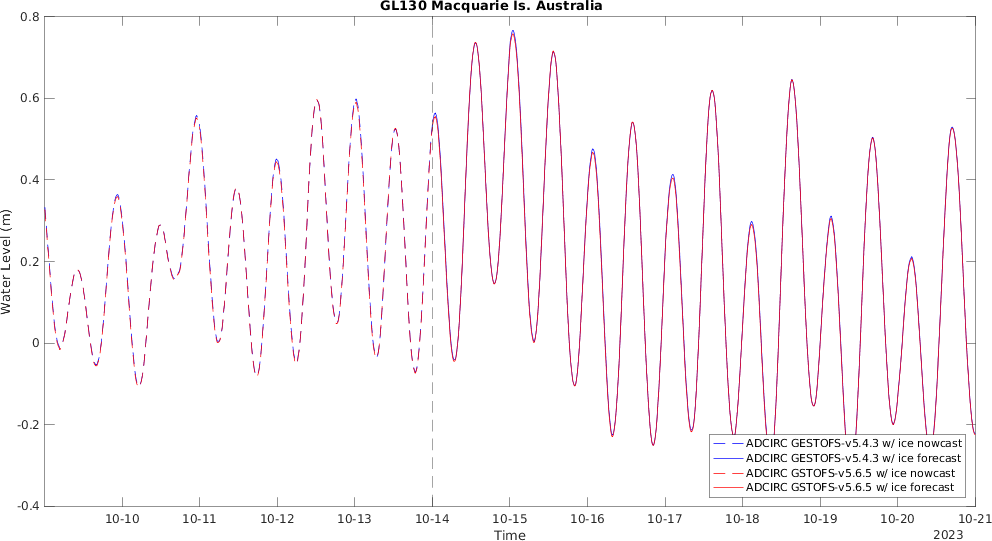 GL130 Macquarie Is. Australia
0.8
0.6
0.4
0.2
0
-0.2
-0.4
Water Level (m)
ADCIRC GESTOFS-v5.4.3 w/ ice nowcast
ADCIRC GESTOFS-v5.4.3 w/ ice forecast
ADCIRC GSTOFS-v5.6.5 w/ ice nowcast
ADCIRC GSTOFS-v5.6.5 w/ ice forecast
10-10 10-11 10-12 10-13 10-14 10-15 10-16 10-17 10-18 10-19 10-20 10-21
Time
2023